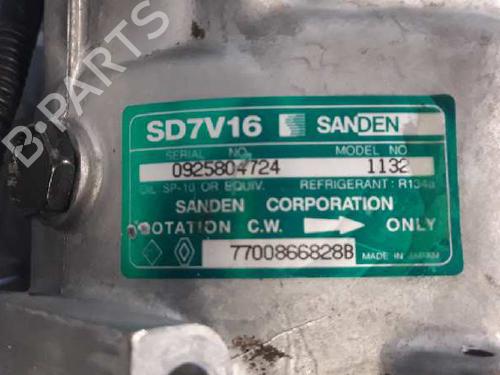 B-PARTS
SD7V16 SANDEN
SERIAL NO. MODEL NO
0925804724 1132
OIL SP-10 OR EQUIV. REFRIGERANT : R134a
SANDEN CORPORATION
ROTATION C.W. ONLY
7700866828B MADE IN JAPAN